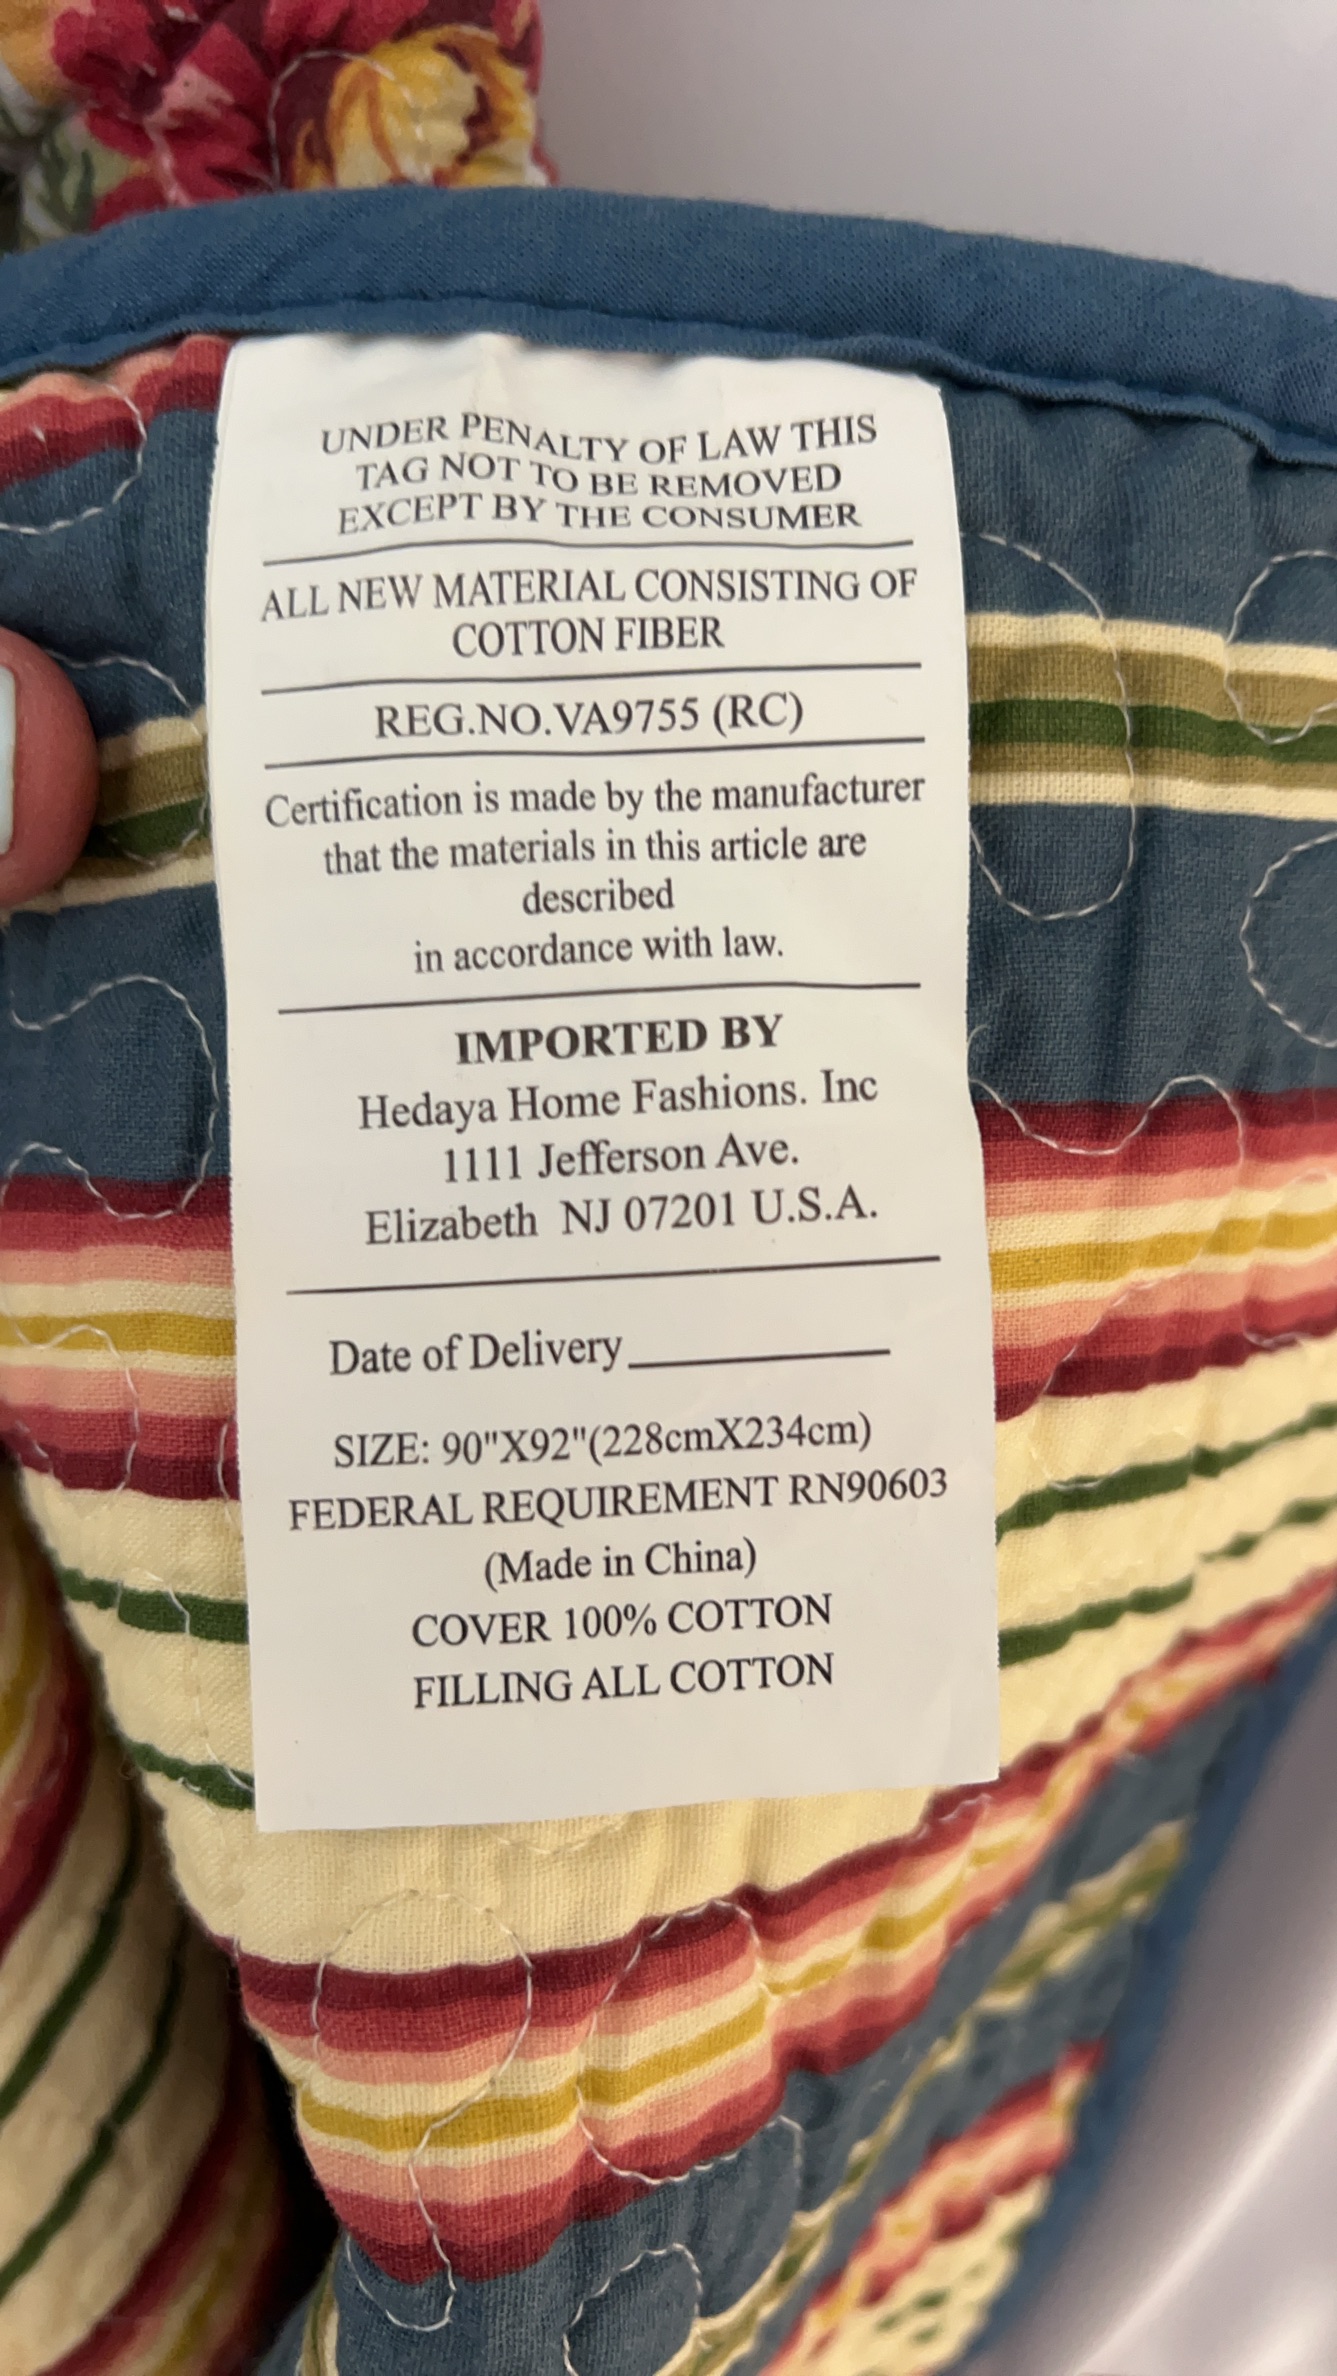 UNDER PENALTY OF LAW THIS
TAG NOT TO BE REMOVED
EXCEPT BY THE CONSUMER
ALL NEW MATERIAL CONSISTING OF
COTTON FIBER
REG.NO.VA9755 (RC)
Certification is made by the manufacturer
that the materials in this article are
described
in accordance with law.
IMPORTED BY
Hedaya Home Fashions. Inc
1111 Jefferson Ave.
Elizabeth NJ 07201 U.S.A.
Date of Delivery__________
SIZE: 90"X92"(228cmX234cm)
FEDERAL REQUIREMENT RN90603
(Made in China)
COVER 100% COTTON
FILLING ALL COTTON